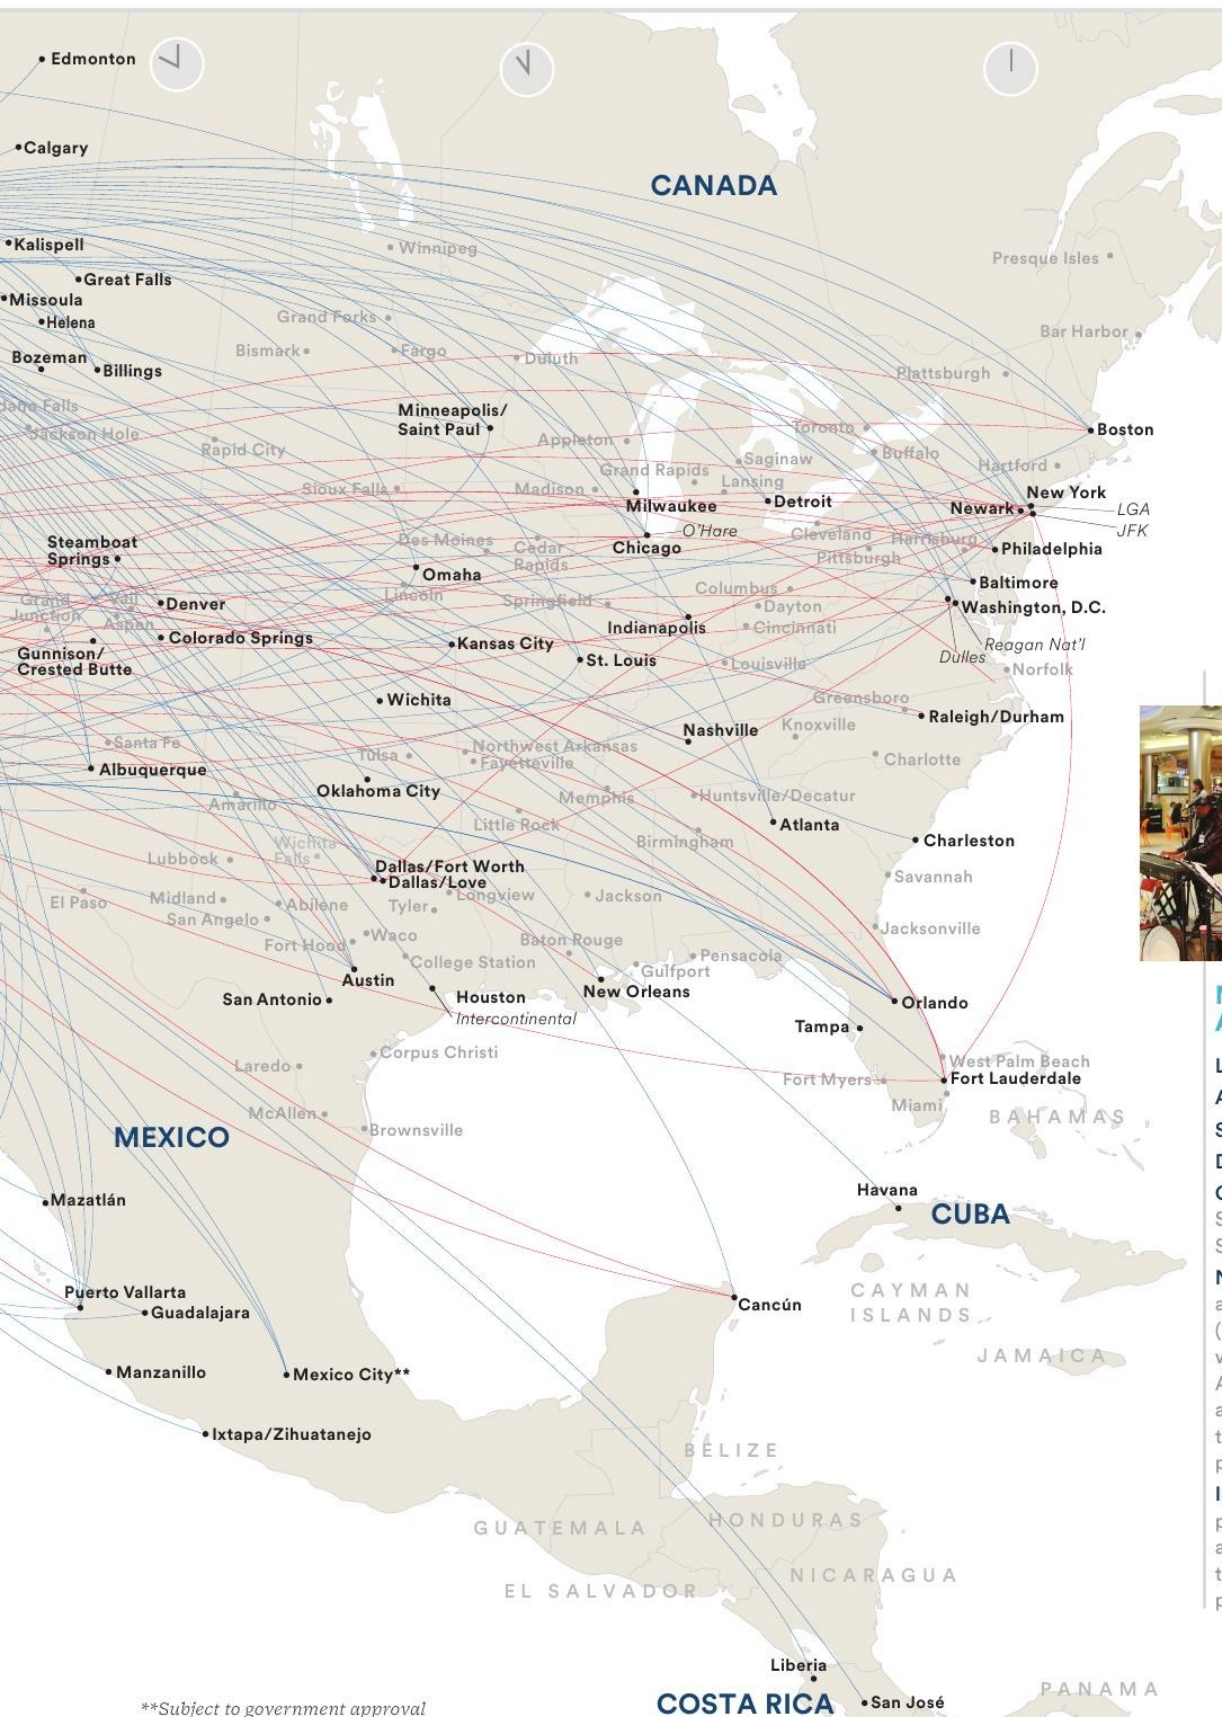 Edmonton
Calgary
CANADA
Kalispell
Winnipeg
Presque Isles
Great Falls
Missoula
Helena
Grand Forks
Bar Harbor
Bozeman
Billings
Bismarck
Fargo
Duluth
Plattsburgh
Idaho Falls
Jackson Hole
Rapid City
Minneapolis/
Saint Paul
Appleton
Toronto
Buffalo
Boston
Saginaw
Hartford
Grand Rapids
Lansing
Sioux Falls
Madison
Milwaukee
Detroit
New York
Newark
LGA
JFK
O'Hare
Chicago
Cleveland
Harrisburg
Pittsburgh
Philadelphia
Steamboat
Springs
Des Moines
Cedar
Rapids
Omaha
Lincoln
Springfield
Columbus
Baltimore
Grand
Junction
Vail
Aspen
Denver
Dayton
Washington, D.C.
Colorado Springs
Indianapolis
Cincinnati
Gunnison/
Crested Butte
Kansas City
St. Louis
Louisville
Reagan Nat'l
Dulles
Norfolk
Wichita
Greensboro
Raleigh/Durham
Nashville
Knoxville
Santa Fe
Albuquerque
Tulsa
Northwest Arkansas
Fayetteville
Charlotte
Oklahoma City
Amarillo
Memphis
Huntsville/Decatur
Little Rock
Atlanta
Birmingham
Charleston
Lubbock
Wichita
Falls
Dallas/Fort Worth
Dallas/Love
Savannah
El Paso
Midland
Abilene
Tyler
Longview
Jackson
San Angelo
Fort Hood
Waco
Baton Rouge
Jacksonville
College Station
Pensacola
Gulfport
Austin
New Orleans
San Antonio
Houston
Intercontinental
Orlando
Tampa
Laredo
Corpus Christi
West Palm Beach
Fort Myers
Fort Lauderdale
Miami
BAHAMAS
McAllen
Brownsville
MEXICO
Mazatlán
Havana
CUBA
Puerto Vallarta
Guadalajara
Cancún
CAYMAN
ISLANDS
JAMAICA
Manzanillo
Mexico City**
Ixtapa/Zihuatanejo
BELIZE
GUATEMALA
HONDURAS
EL SALVADOR
NICARAGUA
Liberia
COSTA RICA
San José
PANAMA
**Subject to government approval